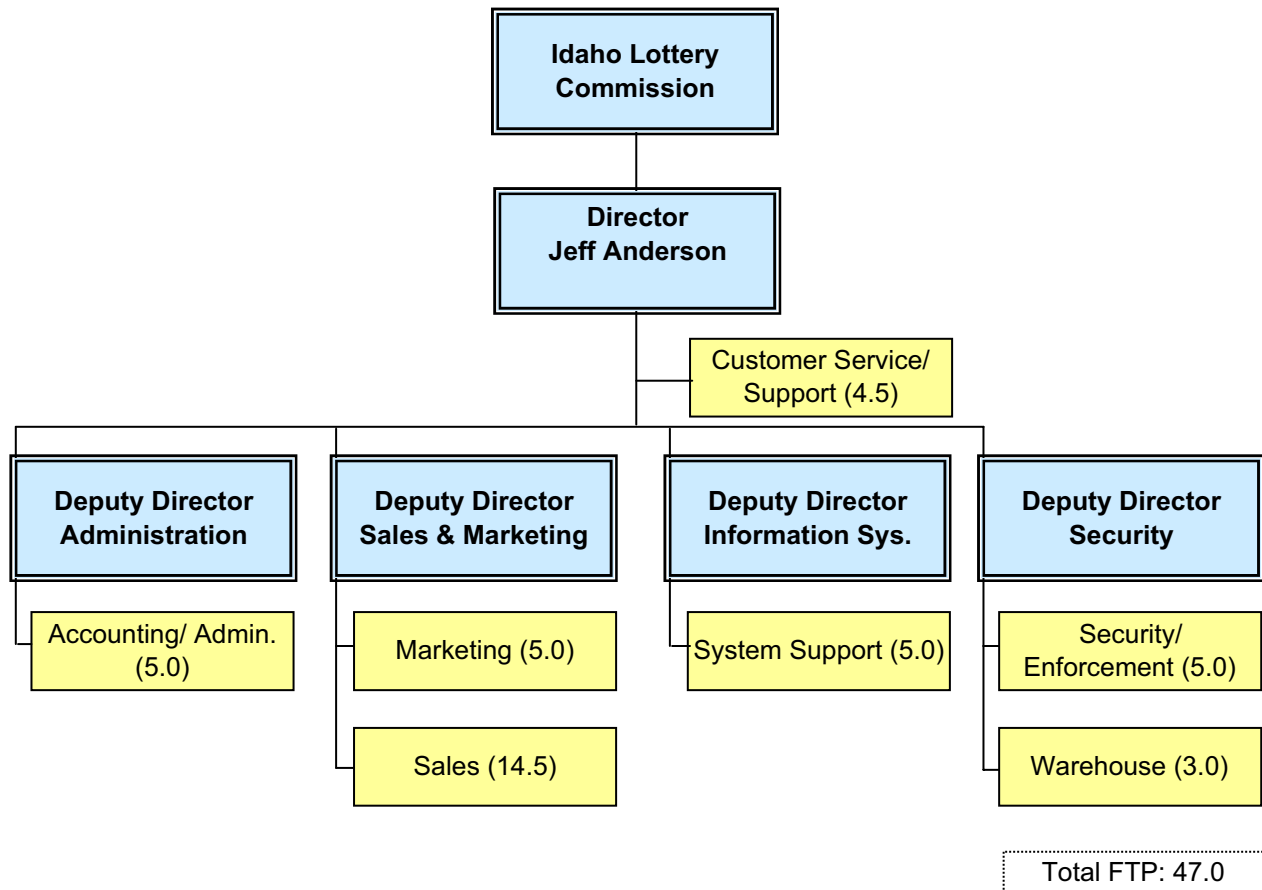 Idaho Lottery
Commission
Director
Jeff Anderson
Customer Service/
Support (4.5)
Deputy Director
Administration
Deputy Director
Sales & Marketing
Deputy Director
Information Sys.
Deputy Director
Security
Accounting/ Admin.
(5.0)
Marketing (5.0)
System Support (5.0)
Security/
Enforcement (5.0)
Sales (14.5)
Warehouse (3.0)
Total FTP: 47.0